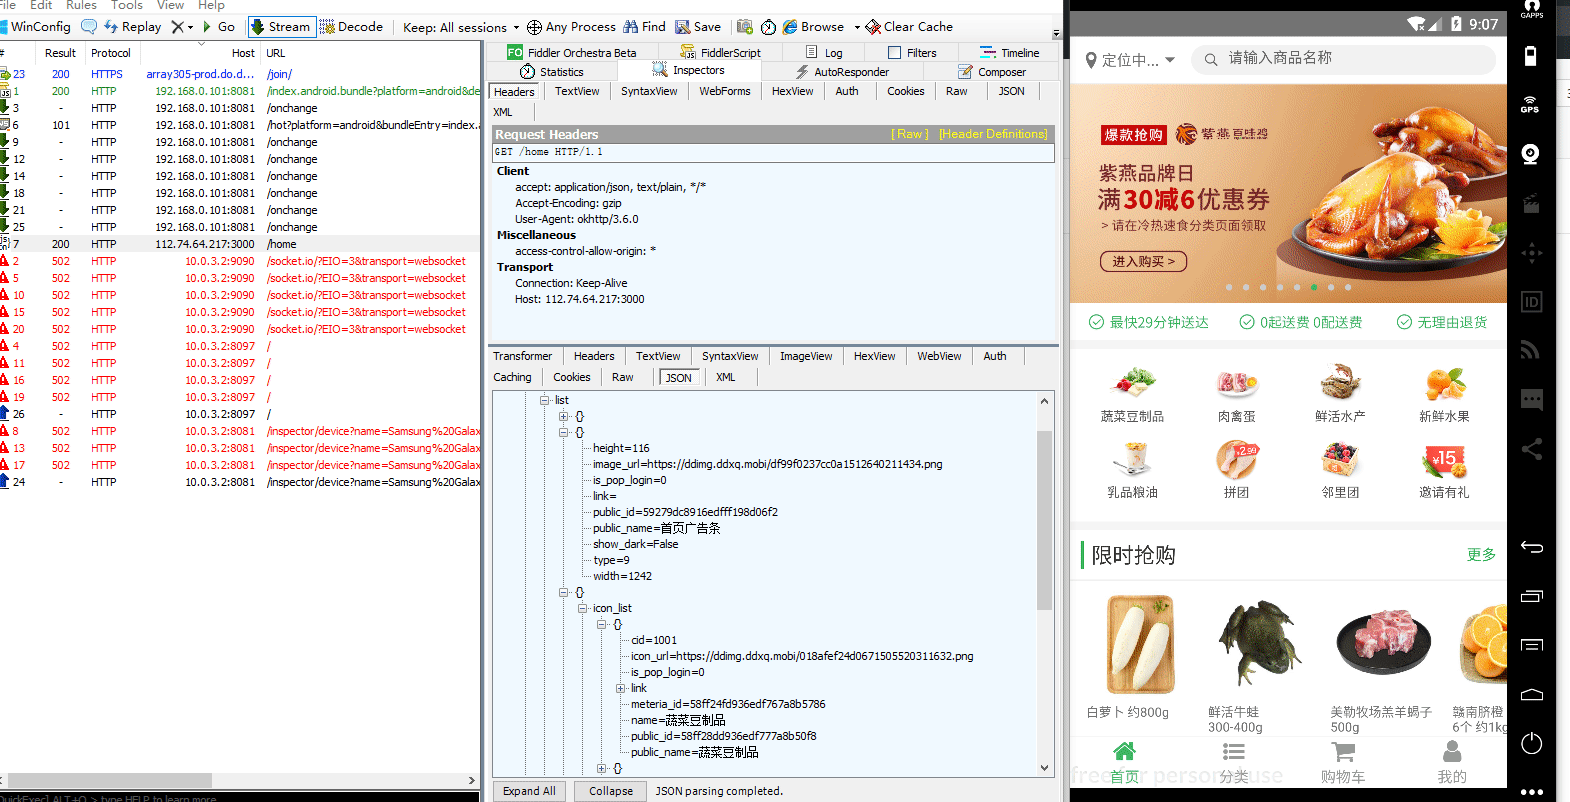 File Edit Rules Tools View Help
WinConfig Replay Go Stream Decode Keep: All sessions Any Process Find Save Browse Clear Cache
# Result Protocol Host URL
23 200 HTTPS array305-prod.do.d... /join/
1 200 HTTP 192.168.0.101:8081 /index.android.bundle?platform=android&de
3 - HTTP 192.168.0.101:8081 /onchange
6 101 HTTP 192.168.0.101:8081 /hot?platform=android&bundleEntry=index.a
9 - HTTP 192.168.0.101:8081 /onchange
12 - HTTP 192.168.0.101:8081 /onchange
14 - HTTP 192.168.0.101:8081 /onchange
18 - HTTP 192.168.0.101:8081 /onchange
21 - HTTP 192.168.0.101:8081 /onchange
25 - HTTP 192.168.0.101:8081 /onchange
7 200 HTTP 112.74.64.217:3000 /home
2 502 HTTP 10.0.3.2:9090 /socket.io/?EIO=3&transport=websocket
5 502 HTTP 10.0.3.2:9090 /socket.io/?EIO=3&transport=websocket
10 502 HTTP 10.0.3.2:9090 /socket.io/?EIO=3&transport=websocket
15 502 HTTP 10.0.3.2:9090 /socket.io/?EIO=3&transport=websocket
20 502 HTTP 10.0.3.2:9090 /socket.io/?EIO=3&transport=websocket
4 502 HTTP 10.0.3.2:8097 /
11 502 HTTP 10.0.3.2:8097 /
16 502 HTTP 10.0.3.2:8097 /
19 502 HTTP 10.0.3.2:8097 /
26 - HTTP 10.0.3.2:8097 /
8 502 HTTP 10.0.3.2:8081 /inspector/device?name=Samsung%20Galax
13 502 HTTP 10.0.3.2:8081 /inspector/device?name=Samsung%20Galax
17 502 HTTP 10.0.3.2:8081 /inspector/device?name=Samsung%20Galax
24 - HTTP 10.0.3.2:8081 /inspector/device?name=Samsung%20Galax
[QuickExec] ALT+Q > type HELP to learn more
FO Fiddler Orchestra Beta FiddlerScript Log Filters Timeline
Statistics Inspectors AutoResponder Composer
Headers TextView SyntaxView WebForms HexView Auth Cookies Raw JSON
XML
Request Headers [ Raw ] [Header Definitions]
GET /home HTTP/1.1
Client
accept: application/json, text/plain, */*
Accept-Encoding: gzip
User-Agent: okhttp/3.6.0
Miscellaneous
access-control-allow-origin: *
Transport
Connection: Keep-Alive
Host: 112.74.64.217:3000
Transformer Headers TextView SyntaxView ImageView HexView WebView Auth
Caching Cookies Raw JSON XML
list
{}
{}
height=116
image_url=https://ddimg.ddxq.mobi/df99f0237cc0a1512640211434.png
is_pop_login=0
link=
public_id=59279dc8916edfff198d06f2
public_name=首页广告条
show_dark=False
type=9
width=1242
{}
icon_list
{}
cid=1001
icon_url=https://ddimg.ddxq.mobi/018afef24d0671505520311632.png
is_pop_login=0
link
meteria_id=58ff24fd936edf767a8b5786
name=蔬菜豆制品
public_id=58ff28dd936edf777a8b50f8
public_name=蔬菜豆制品
{}
Expand All Collapse JSON parsing completed.
9:07
定位中... 请输入商品名称
爆款抢购 紫燕百味鸡
紫燕品牌日
满30减6优惠券
> 请在冷热速食分类页面领取
进入购买 >
最快29分钟送达 0起送费 0配送费 无理由退货
蔬菜豆制品 肉禽蛋 鲜活水产 新鲜水果
2.99 ¥15
乳品粮油 拼团 邻里团 邀请有礼
限时抢购 更多
白萝卜 约800g 鲜活牛蛙 美勒牧场羔羊蝎子 赣南脐橙
300-400g 500g 6个 约1kg
首页 分类 购物车 我的
free for personal use
GAPPS
GPS
ID